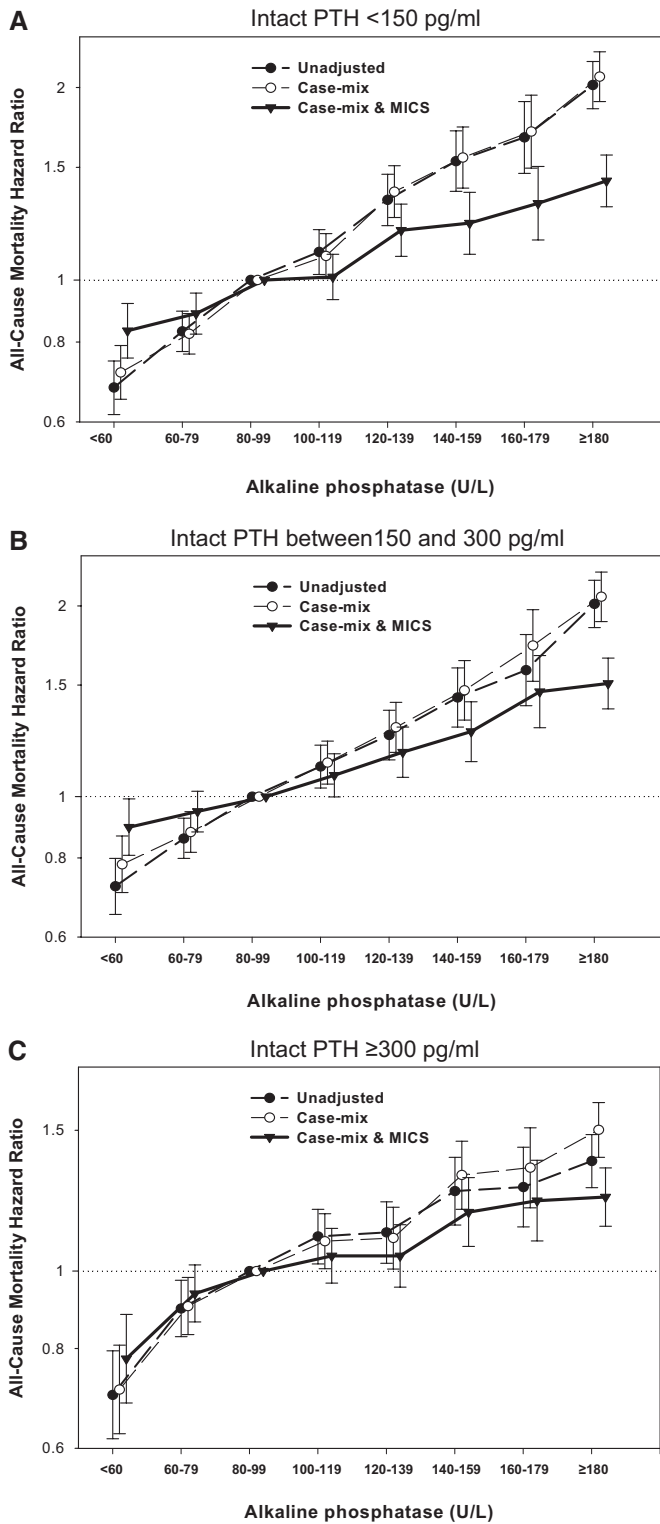 A
Intact PTH <150 pg/ml
Unadjusted
Case-mix
Case-mix & MICS
All-Cause Mortality Hazard Ratio
2
1.5
1
0.8
0.6
<60 60-79 80-99 100-119 120-139 140-159 160-179 ≥180
Alkaline phosphatase (U/L)
B
Intact PTH between150 and 300 pg/ml
Unadjusted
Case-mix
Case-mix & MICS
All-Cause Mortality Hazard Ratio
2
1.5
1
0.8
0.6
<60 60-79 80-99 100-119 120-139 140-159 160-179 ≥180
Alkaline phosphatase (U/L)
C
Intact PTH ≥300 pg/ml
Unadjusted
Case-mix
Case-mix & MICS
All-Cause Mortality Hazard Ratio
1.5
1
0.8
0.6
<60 60-79 80-99 100-119 120-139 140-159 160-179 ≥180
Alkaline phosphatase (U/L)